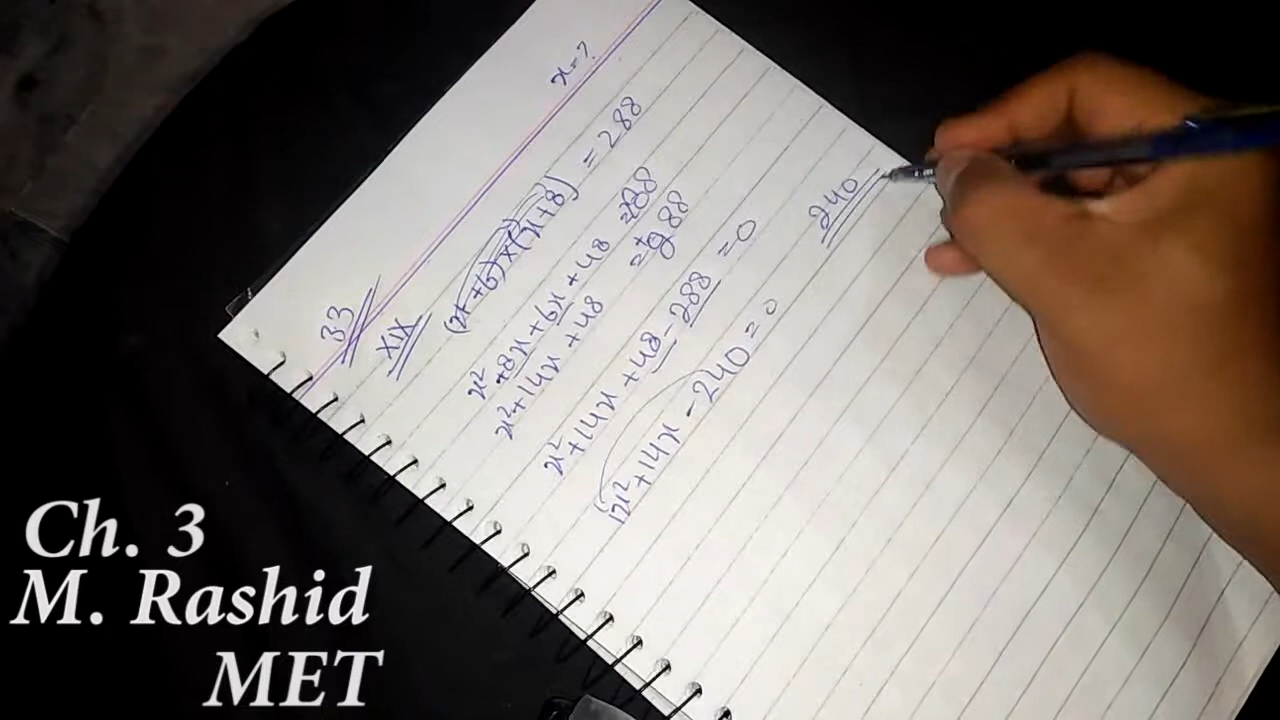 x=?
33
XIX
(x+6)x(x+8) = 288
x²+8x+6x+48 =288
x²+14x+48 = 288
x²+14x+48-288=0
1x²+14x-240=0
240
Ch. 3
M. Rashid
MET